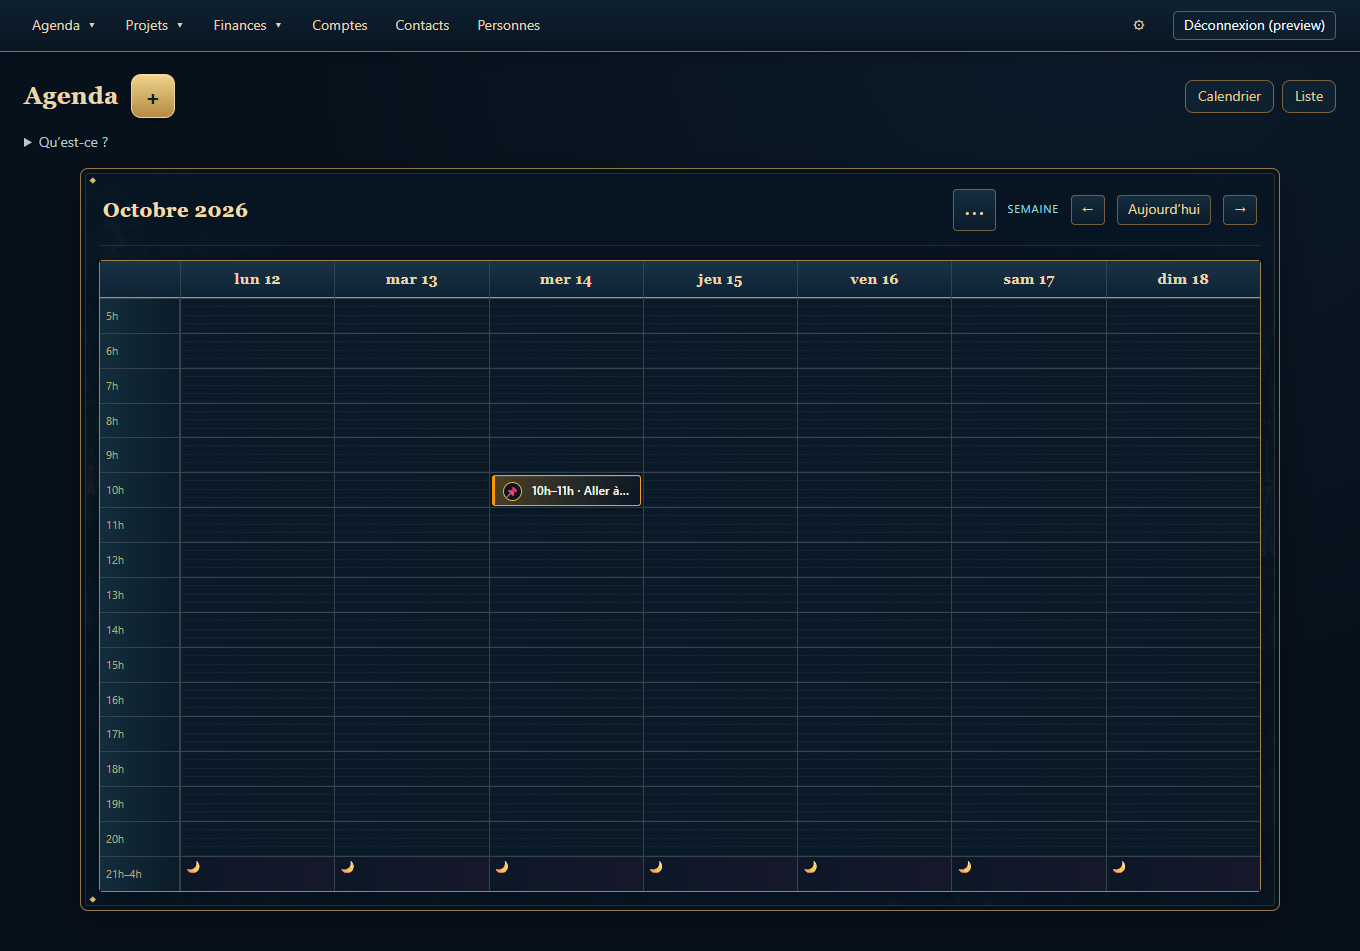 Agenda ▼ Projets ▼ Finances ▼ Comptes Contacts Personnes ⚙ Déconnexion (preview)
Agenda + Calendrier Liste
▶ Qu'est-ce ?
Octobre 2026 ... SEMAINE ← Aujourd'hui →
lun 12 mar 13 mer 14 jeu 15 ven 16 sam 17 dim 18
5h
6h
7h
8h
9h
10h 10h–11h · Aller à...
11h
12h
13h
14h
15h
16h
17h
18h
19h
20h
21h–4h